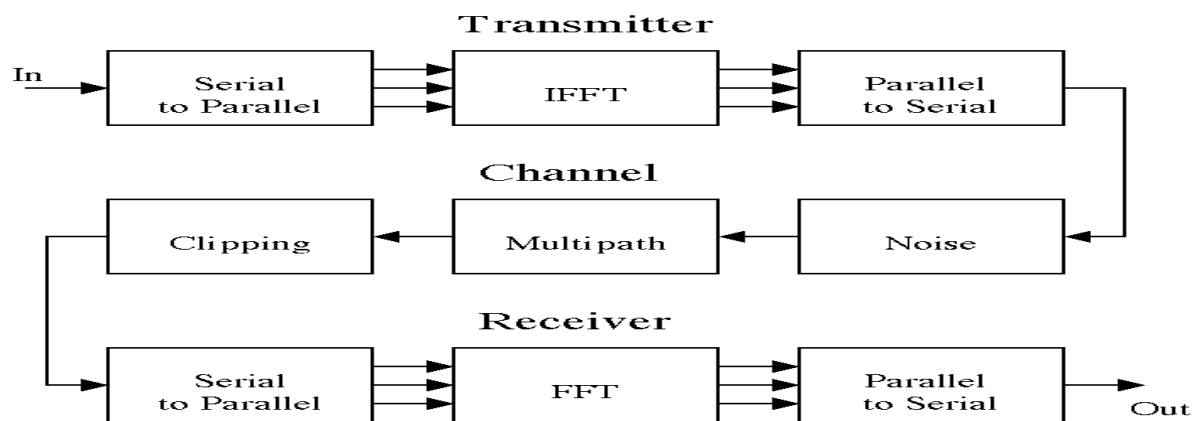 Transmitter
In
Serial
to Parallel
IFFT
Parallel
to Serial
Channel
Clipping
Multipath
Noise
Receiver
Serial
to Parallel
FFT
Parallel
to Serial
Out